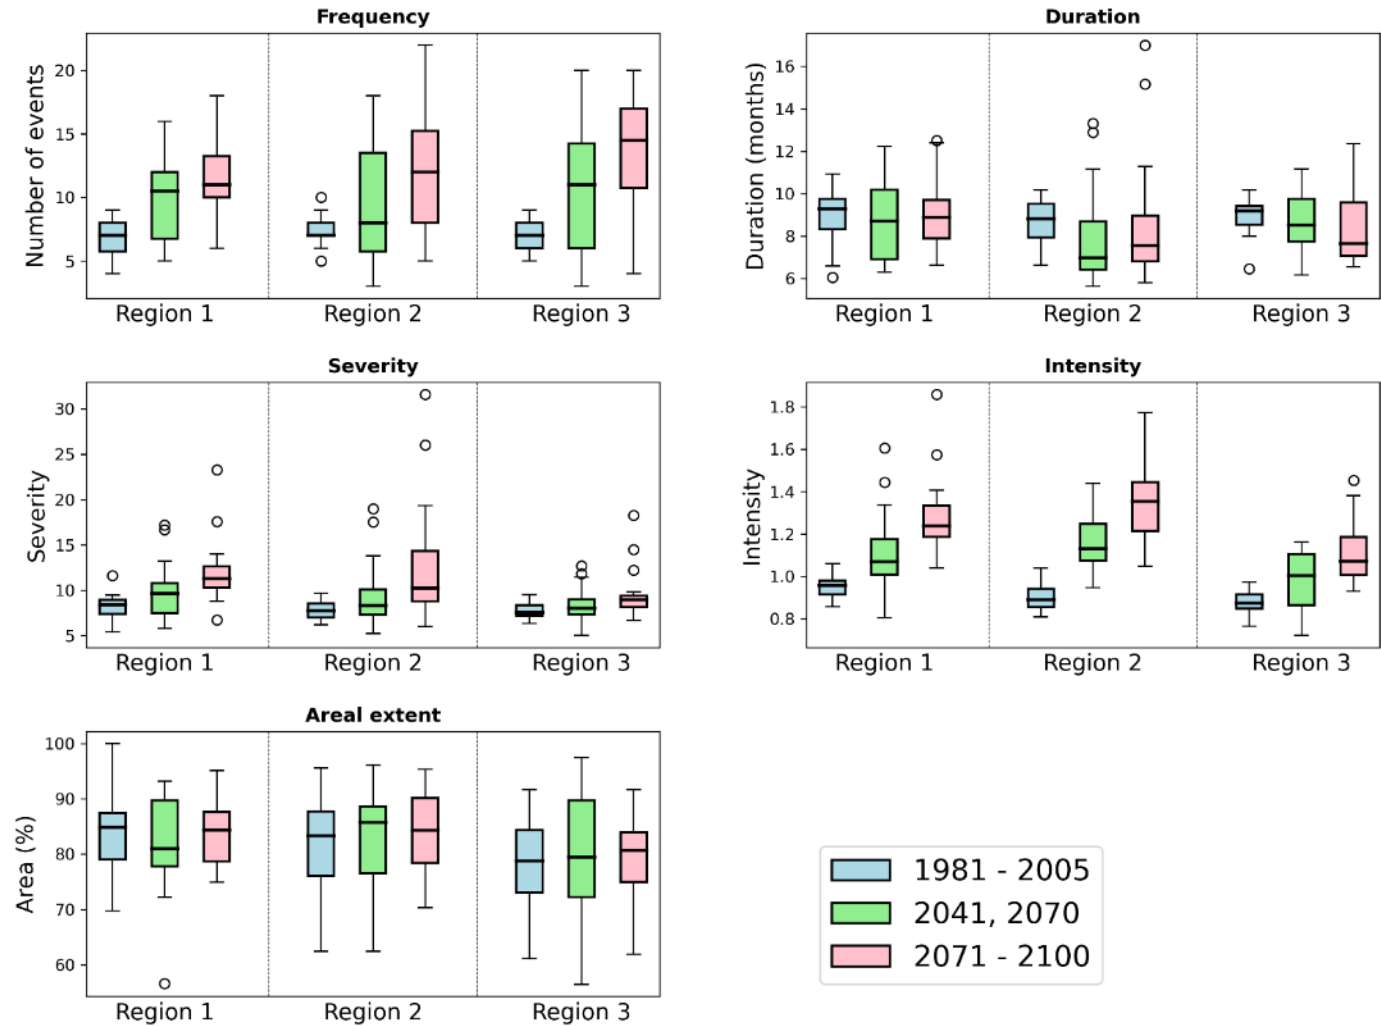 Frequency
Number of events
20
15
10
5
Region 1
Region 2
Region 3
Duration
Duration (months)
16
14
12
10
8
6
Region 1
Region 2
Region 3
Severity
Severity
30
25
20
15
10
5
Region 1
Region 2
Region 3
Intensity
Intensity
1.8
1.6
1.4
1.2
1.0
0.8
Region 1
Region 2
Region 3
Areal extent
Area (%)
100
90
80
70
60
Region 1
Region 2
Region 3
1981 - 2005
2041, 2070
2071 - 2100